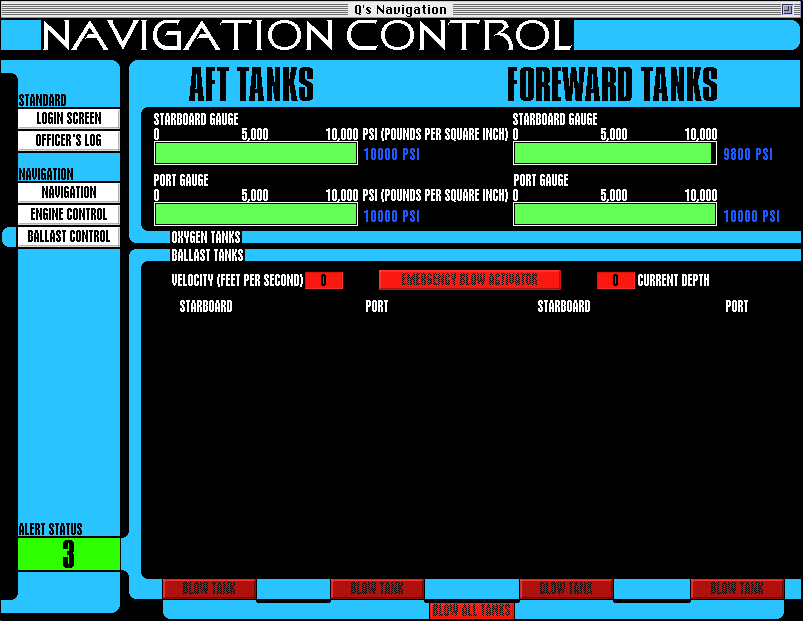 Q's Navigation
NAVIGATION CONTROL
AFT TANKS FOREWARD TANKS
STANDARD
LOGIN SCREEN
OFFICER'S LOG
NAVIGATION
NAVIGATION
ENGINE CONTROL
BALLAST CONTROL
STARBOARD GAUGE STARBOARD GAUGE
0 5,000 10,000 PSI (POUNDS PER SQUARE INCH) 0 5,000 10,000
10000 PSI 9800 PSI
PORT GAUGE PORT GAUGE
0 5,000 10,000 PSI (POUNDS PER SQUARE INCH) 0 5,000 10,000
10000 PSI 10000 PSI
OXYGEN TANKS
BALLAST TANKS
VELOCITY (FEET PER SECOND) 0 EMERGENCY BLOW ACTIVATOR 0 CURRENT DEPTH
STARBOARD PORT STARBOARD PORT
ALERT STATUS
3
BLOW TANK BLOW TANK BLOW TANK BLOW TANK
BLOW ALL TANKS